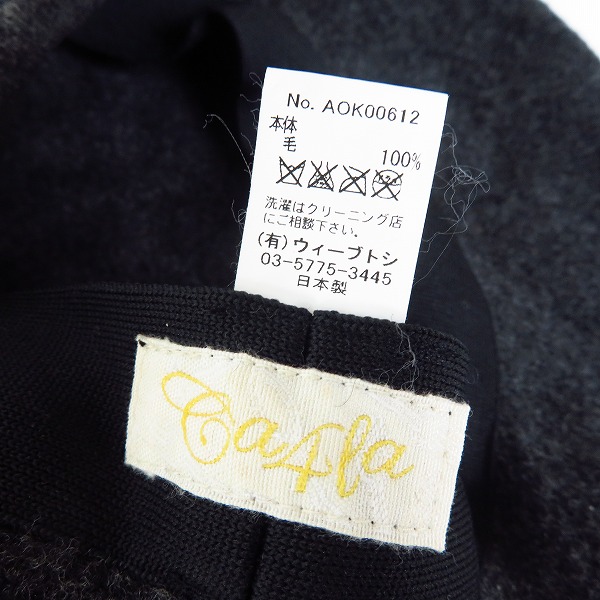 No. AOK00612
本体
毛 100%
洗濯はクリーニング店
にご相談下さい。
(有)ウィーブトシ
03-5775-3445
日本製
Ca4la